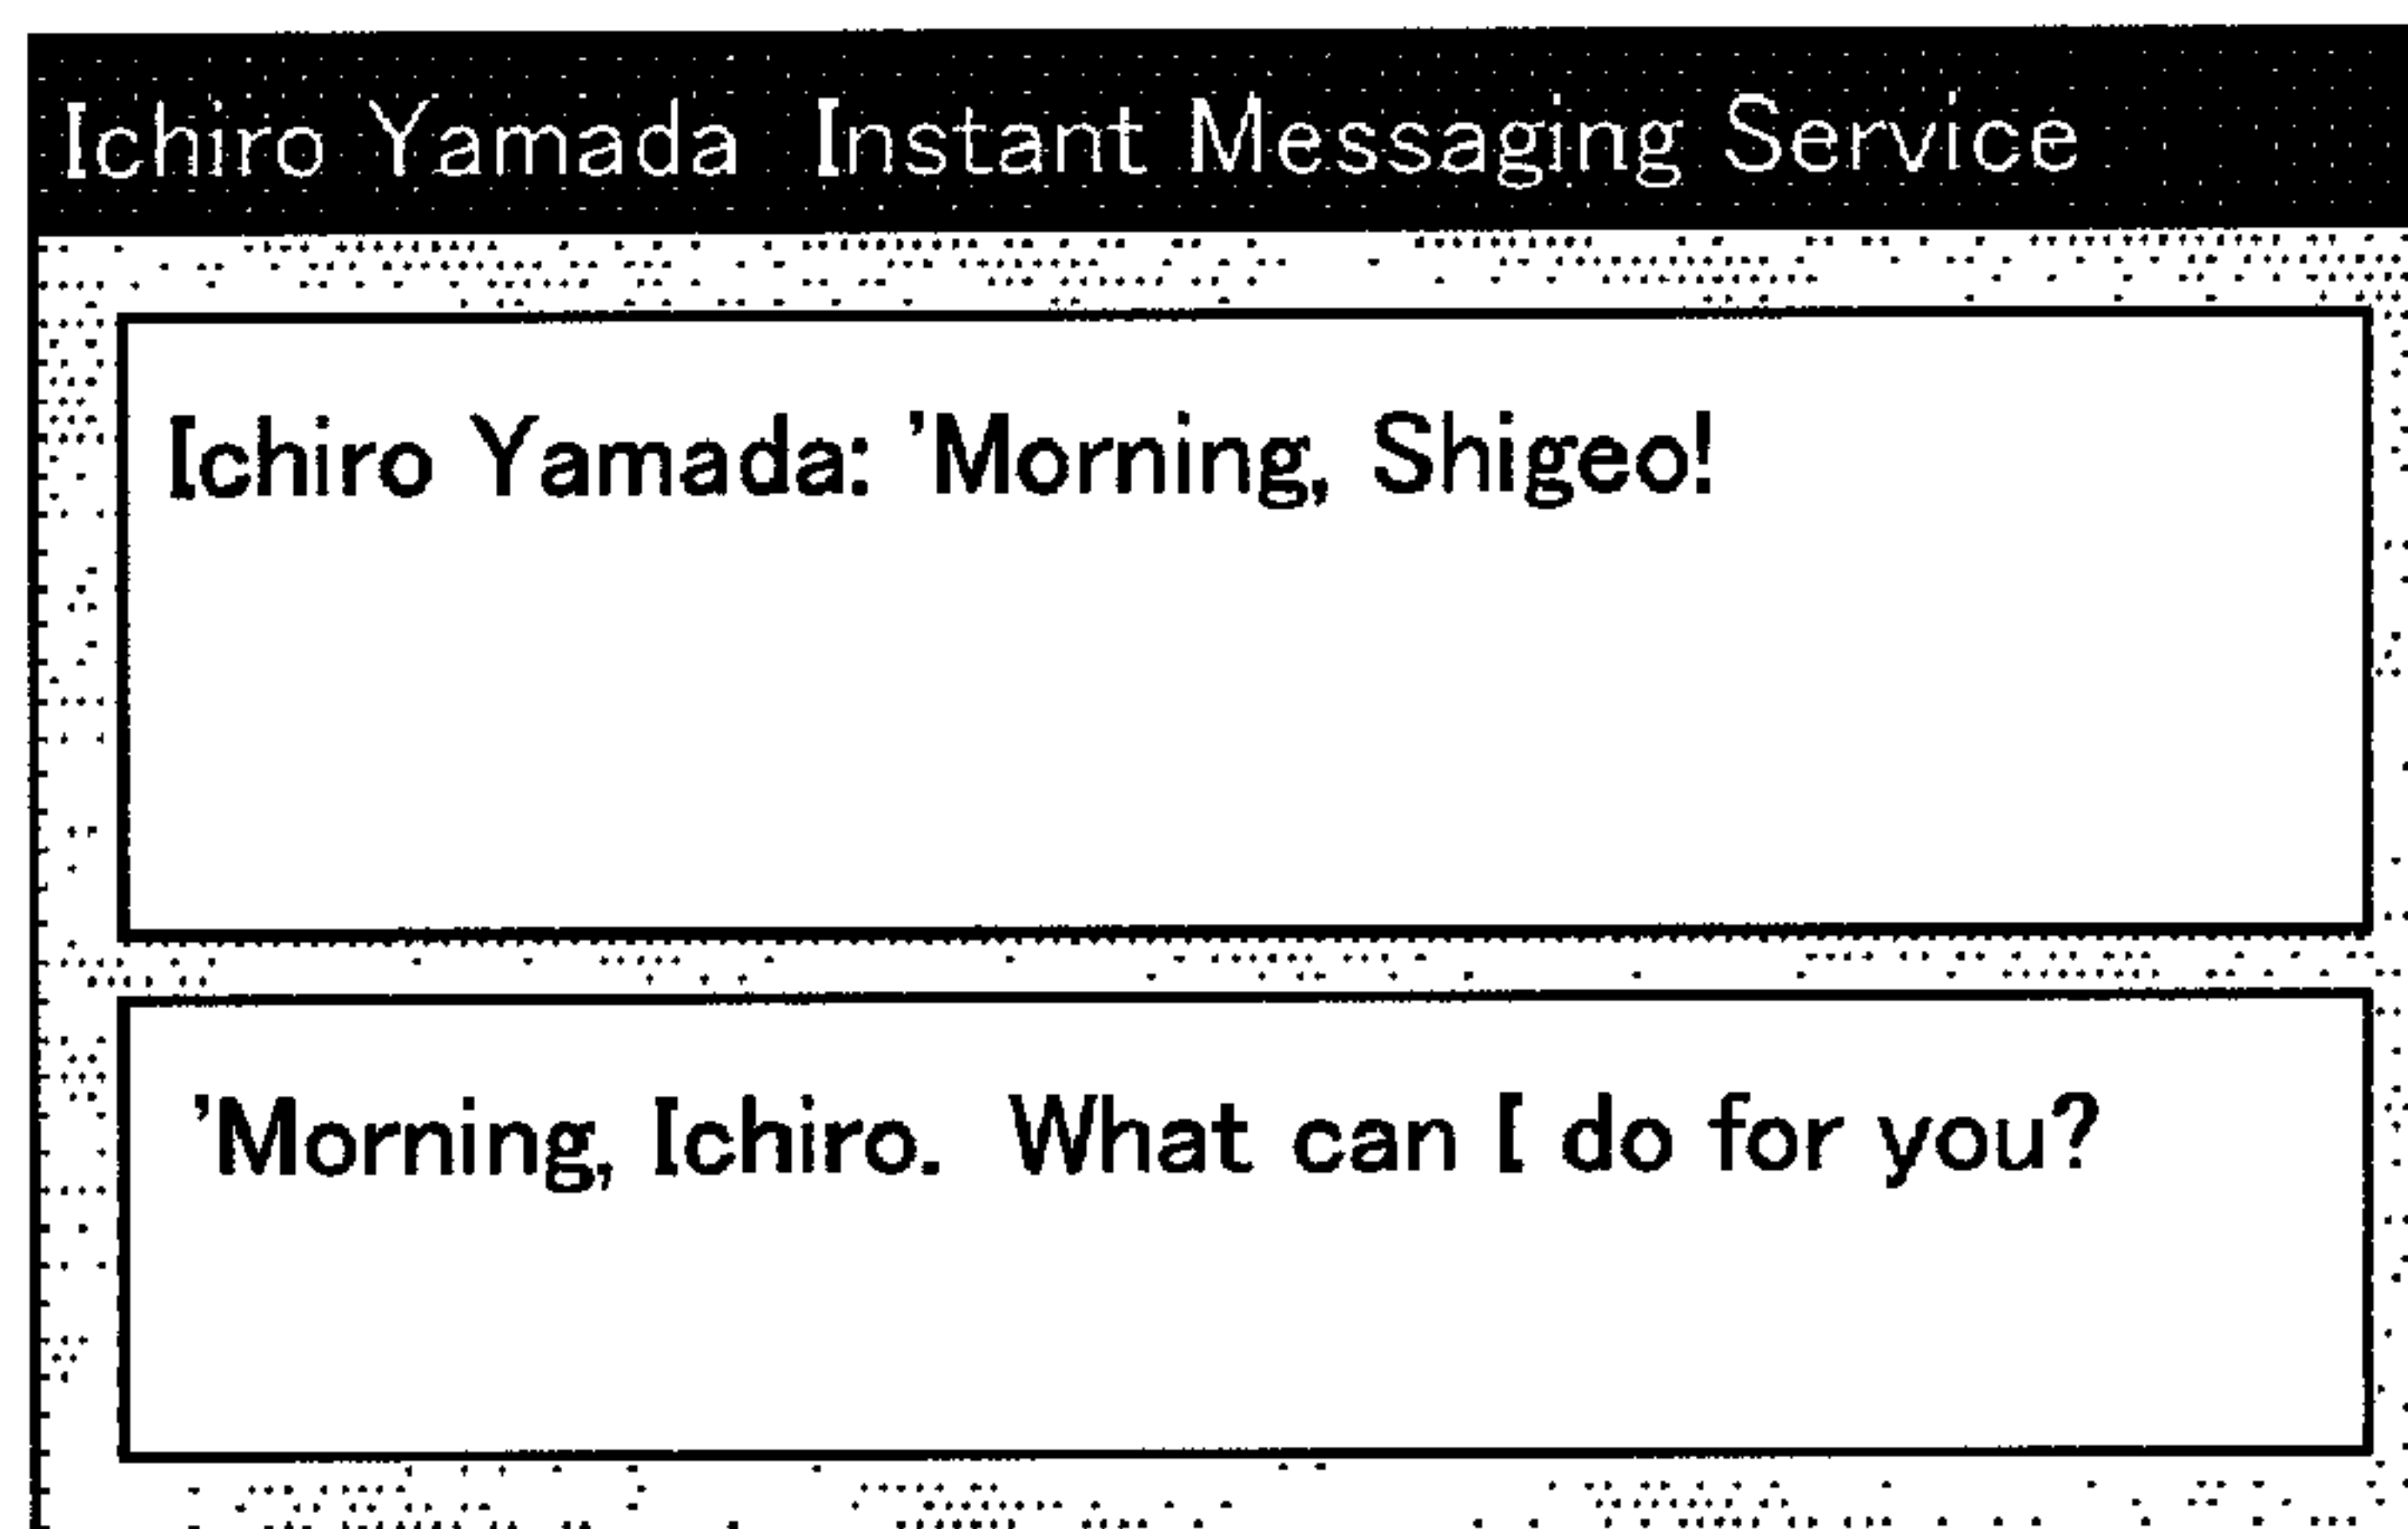 Ichiro Yamada  Instant Messaging Service
Ichiro Yamada: 'Morning, Shigeo!
'Morning, Ichiro.  What can I do for you?